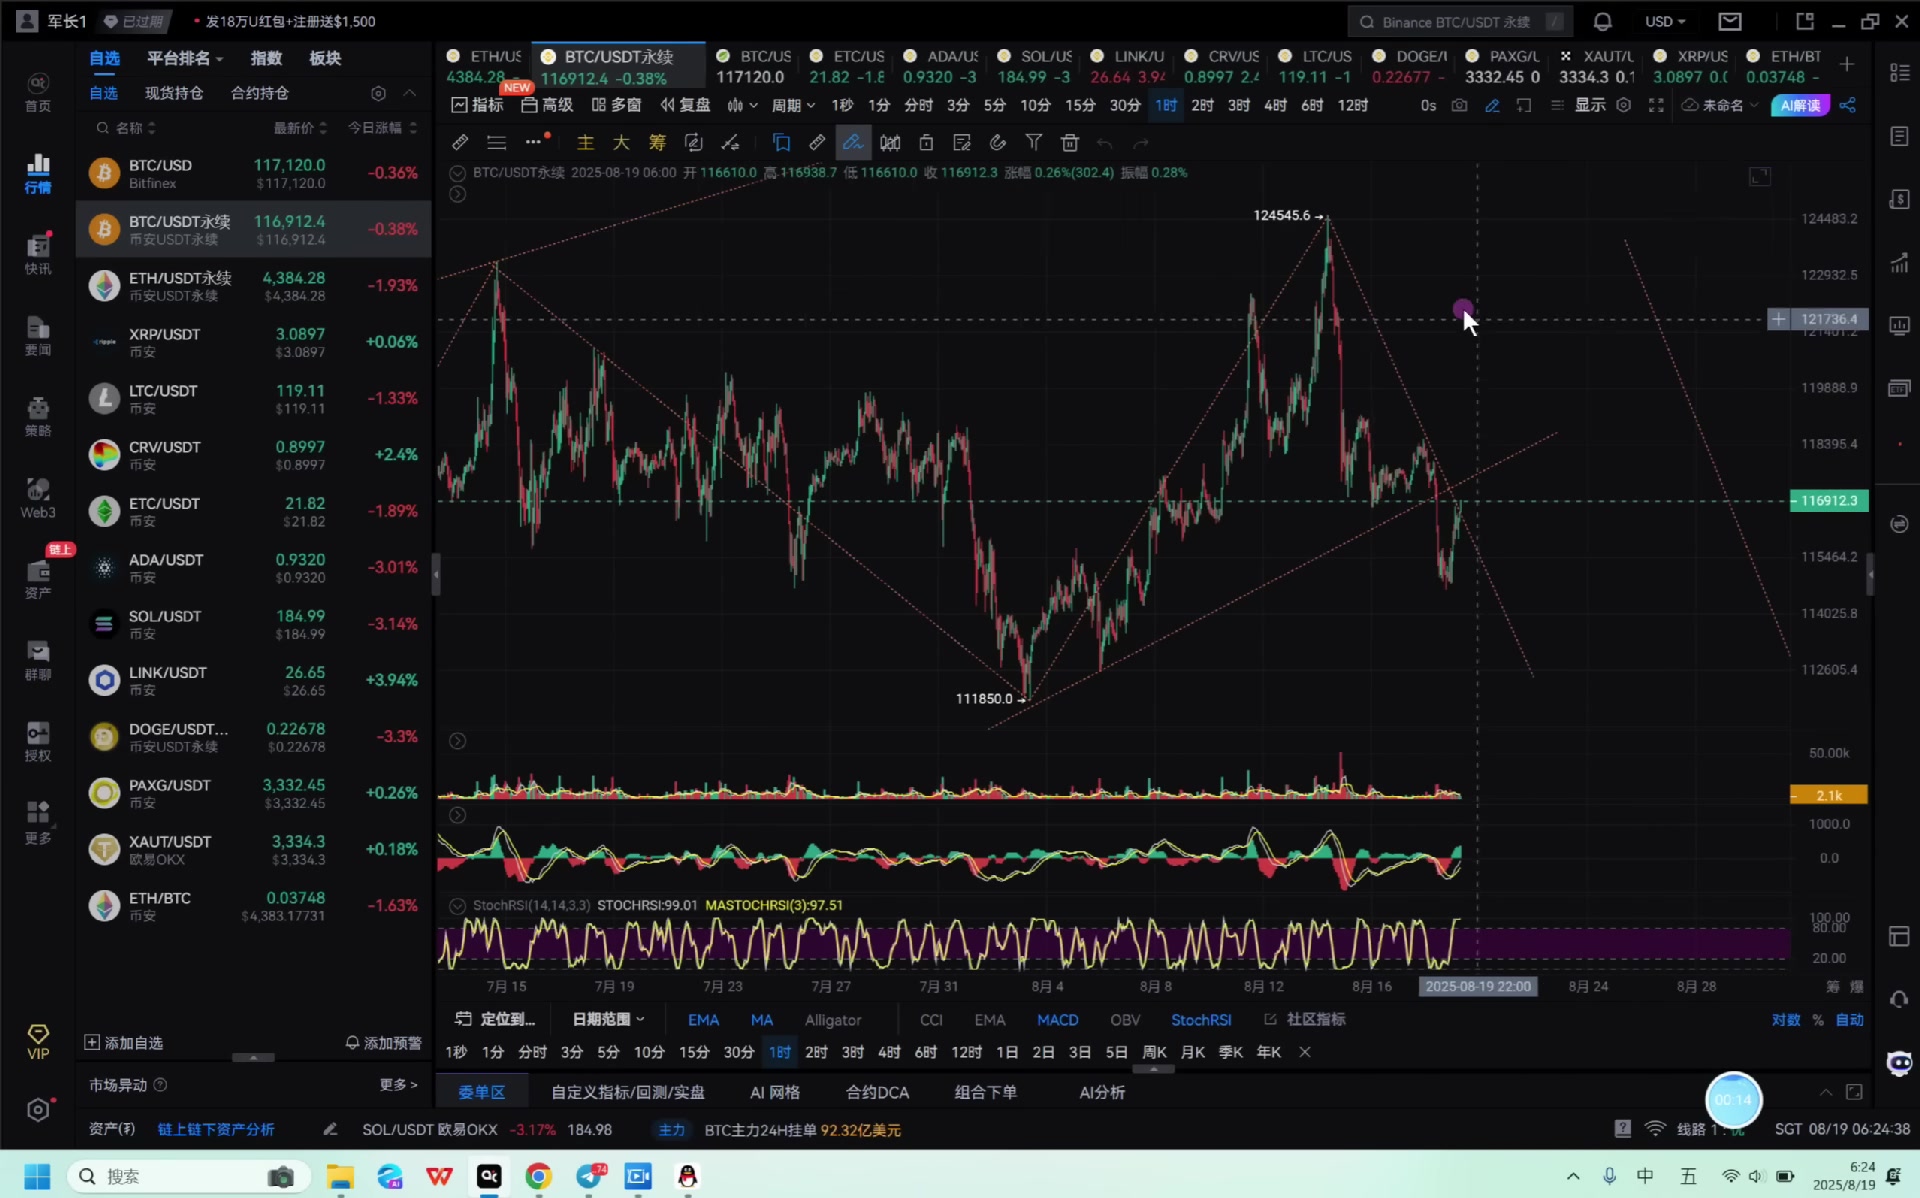 军长1 已过期 • 发18万U红包+注册送$1,500 Binance BTC/USDT 永续 / USD
自选 平台排名 指数 板块
自选 现货持仓 合约持仓
名称 最新价 今日涨幅
BTC/USD 117,120.0 -0.36%
Bitfinex $117,120.0
BTC/USDT永续 116,912.4 -0.38%
币安USDT永续 $116,912.4
ETH/USDT永续 4,384.28 -1.93%
币安USDT永续 $4,384.28
XRP/USDT 3.0897 +0.06%
币安 $3.0897
LTC/USDT 119.11 -1.33%
币安 $119.11
CRV/USDT 0.8997 +2.4%
币安 $0.8997
ETC/USDT 21.82 -1.89%
币安 $21.82
ADA/USDT 0.9320 -3.01%
币安 $0.9320
SOL/USDT 184.99 -3.14%
币安 $184.99
LINK/USDT 26.65 +3.94%
币安 $26.65
DOGE/USDT... 0.22678 -3.3%
币安USDT永续 $0.22678
PAXG/USDT 3,332.45 +0.26%
币安 $3,332.45
XAUT/USDT 3,334.3 +0.18%
欧易OKX $3,334.3
ETH/BTC 0.03748 -1.63%
币安 $4,383.17731
添加自选 添加预警
市场异动 更多 >
首页
行情
快讯
要闻
策略
Web3
链上
资产
群聊
授权
更多
VIP
ETH/US BTC/USDT永续 BTC/US ETC/US ADA/US SOL/US LINK/U CRV/US LTC/US DOGE/I PAXG/L XAUT/L XRP/US ETH/BT
4384.28 - 116912.4 -0.38% 117120.0 21.82 -1.8 0.9320 -3 184.99 -3 26.64 3.94 0.8997 2.4 119.11 -1 0.22677 - 3332.45 0 3334.3 0.1 3.0897 0.0 0.03748 -
NEW
指标 高级 多窗 复盘 周期 1秒 1分 分时 3分 5分 10分 15分 30分 1时 2时 3时 4时 6时 12时 0s 显示 未命名 AI解读
主 大 筹
BTC/USDT永续 2025-08-19 06:00 开 116610.0 高 116938.7 低 116610.0 收 116912.3 涨幅 0.26%(302.4) 振幅 0.28%
124545.6
111850.0
124483.2
122932.5
121736.4
119888.9
118395.4
116912.3
115464.2
114025.8
112605.4
50.00k
2.1k
1000.0
0.0
StochRSI(14,14,3,3) STOCHRSI:99.01 MASTOCHRSI(3):97.51
100.00
80.00
20.00
7月 15 7月 19 7月 23 7月 27 7月 31 8月 4 8月 8 8月 12 8月 16 2025-08-19 22:00 8月 24 8月 28 筹 爆
定位到... 日期范围 EMA MA Alligator CCI EMA MACD OBV StochRSI 社区指标 对数 % 自动
1秒 1分 分时 3分 5分 10分 15分 30分 1时 2时 3时 4时 6时 12时 1日 2日 3日 5日 周K 月K 季K 年K
委单区 自定义指标/回测/实盘 AI 网格 合约DCA 组合下单 AI分析
00:14
资产(₮) 链上链下资产分析 SOL/USDT 欧易OKX -3.17% 184.98 主力 BTC主力24H挂单 92.32亿美元 线路 1 SGT 08/19 06:24:38
搜索 74 中 五 6:24
2025/8/19